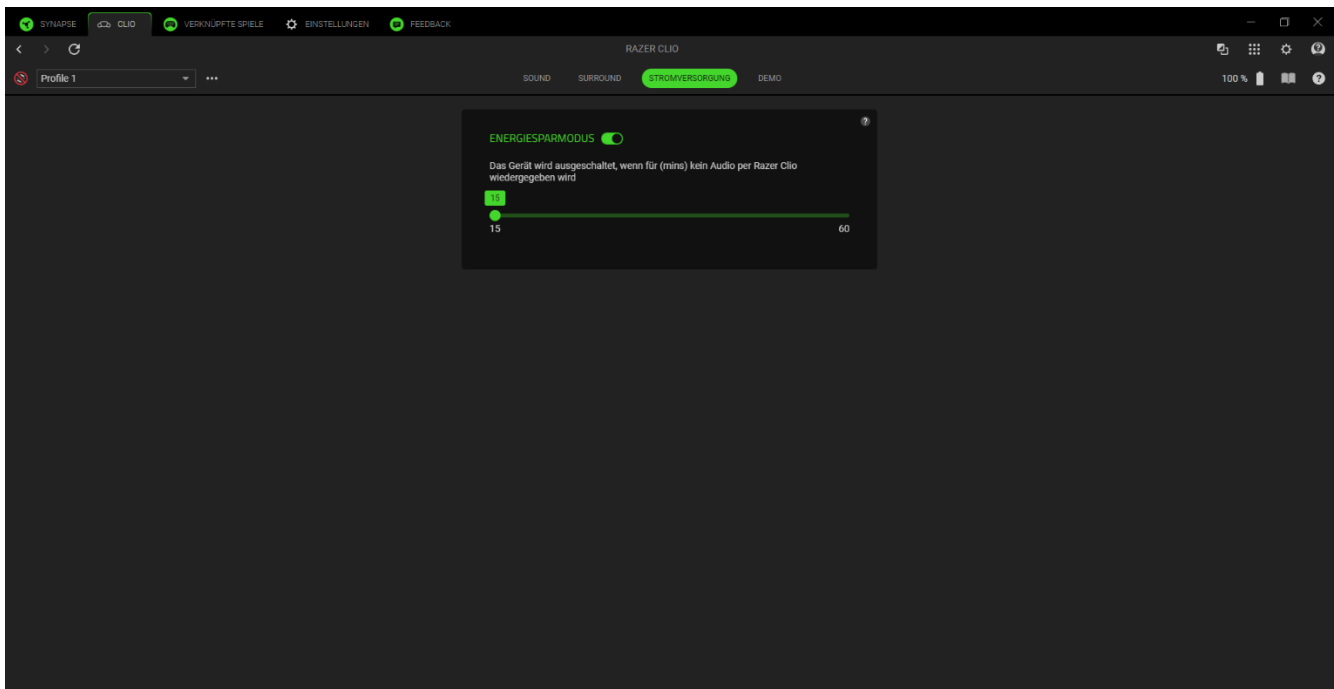 SYNAPSE CLIO VERKNÜPFTE SPIELE EINSTELLUNGEN FEEDBACK
RAZER CLIO
Profile 1 SOUND SURROUND STROMVERSORGUNG DEMO 100 %
ENERGIESPARMODUS
Das Gerät wird ausgeschaltet, wenn für (mins) kein Audio per Razer Clio
wiedergegeben wird
15
15 60